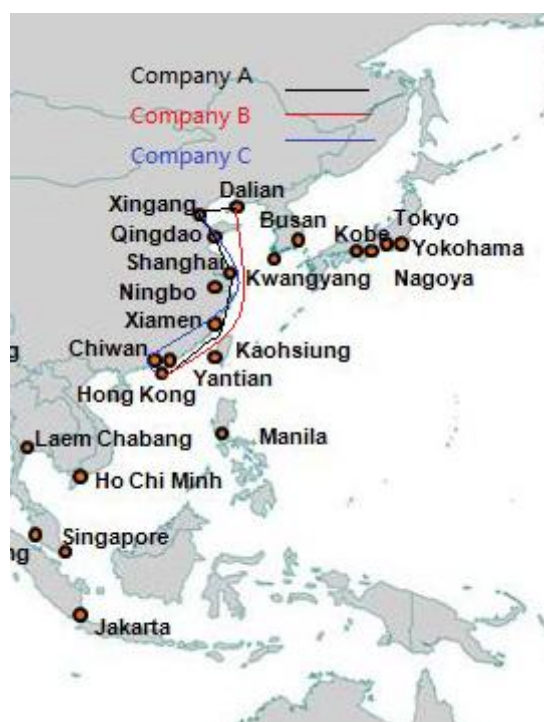 Company A
Company B
Company C
Dalian
Xingang
Busan
Tokyo
Qingdao
Kobe
Yokohama
Shanghai
Kwangyang
Nagoya
Ningbo
Xiamen
Chiwan
Kaohsiung
Yantian
Hong Kong
Laem Chabang
Manila
Ho Chi Minh
Singapore
Jakarta